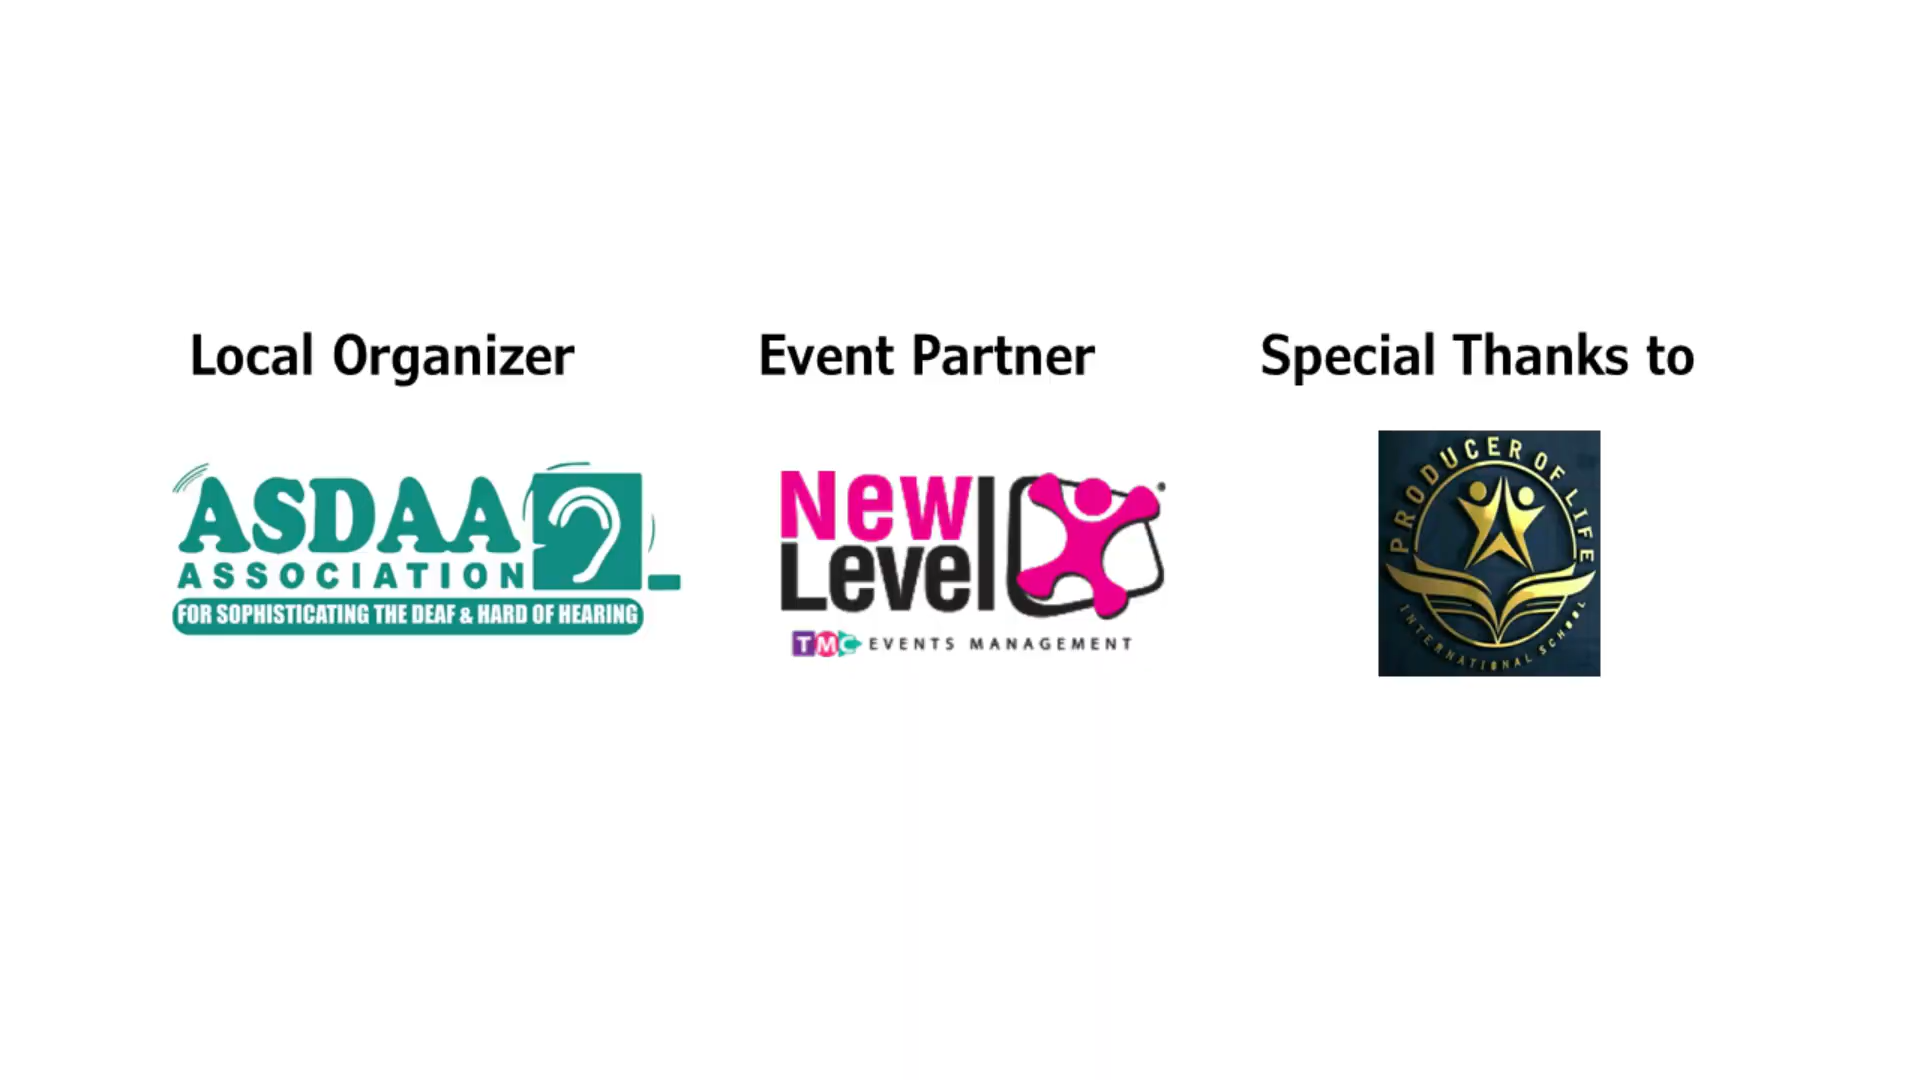 Local Organizer
Event Partner
Special Thanks to
ASDAA
ASSOCIATION
FOR SOPHISTICATING THE DEAF & HARD OF HEARING
New
Level
TMC EVENTS MANAGEMENT
PRODUCER OF LIFE
INTERNATIONAL SCHOOL